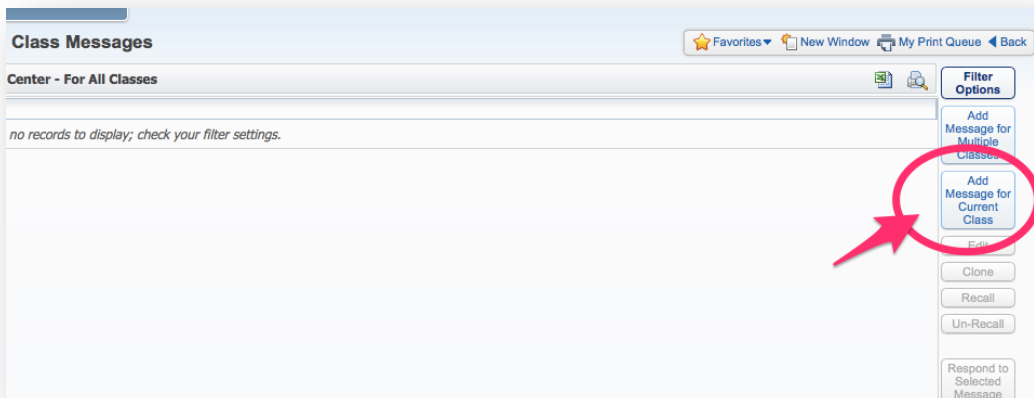 Class Messages
Favorites New Window My Print Queue Back
Center - For All Classes
Filter
Options
Add
Message for
Multiple
Classes
no records to display; check your filter settings.
Add
Message for
Current
Class
Edit
Clone
Recall
Un-Recall
Respond to
Selected
Message